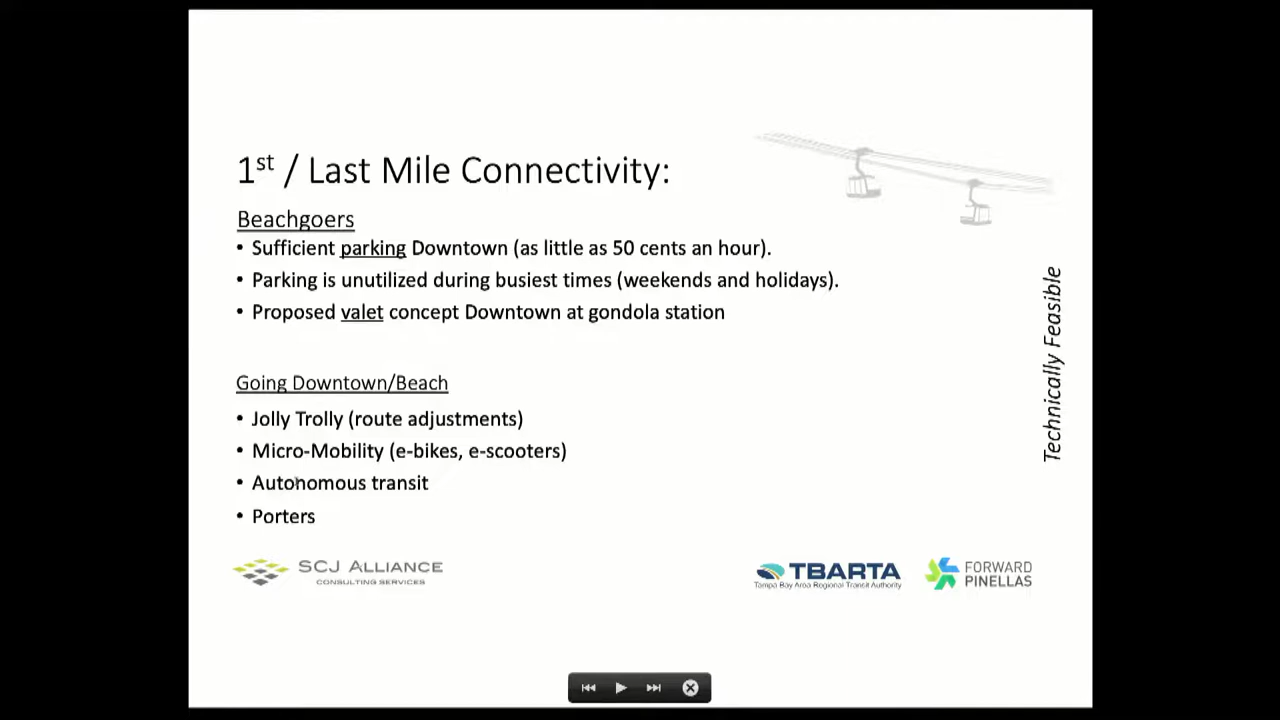 1st / Last Mile Connectivity:
Beachgoers
• Sufficient parking Downtown (as little as 50 cents an hour).
• Parking is unutilized during busiest times (weekends and holidays).
• Proposed valet concept Downtown at gondola station
Going Downtown/Beach
• Jolly Trolly (route adjustments)
• Micro-Mobility (e-bikes, e-scooters)
• Autonomous transit
• Porters
Technically Feasible
SCJ ALLIANCE
CONSULTING SERVICES
TBARTA
Tampa Bay Area Regional Transit Authority
FORWARD
PINELLAS